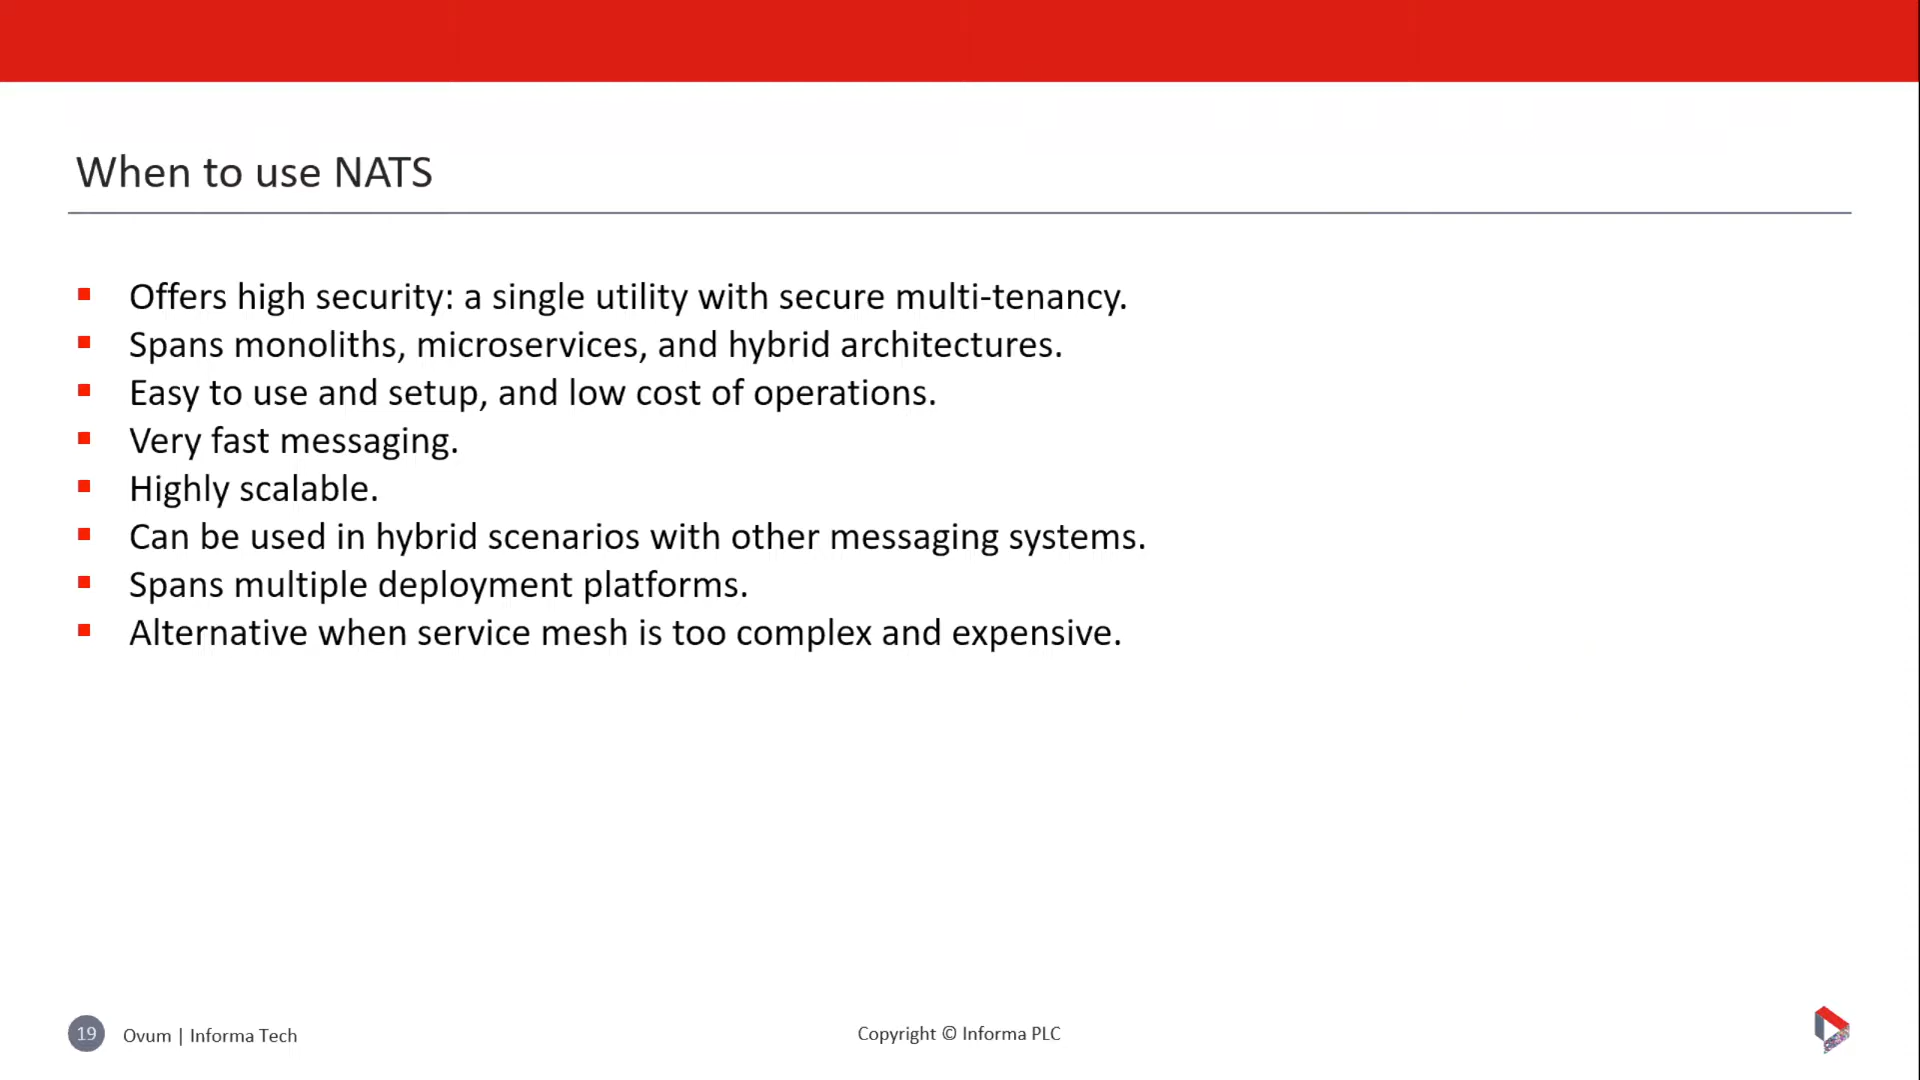 When to use NATS
▪ Offers high security: a single utility with secure multi-tenancy.
▪ Spans monoliths, microservices, and hybrid architectures.
▪ Easy to use and setup, and low cost of operations.
▪ Very fast messaging.
▪ Highly scalable.
▪ Can be used in hybrid scenarios with other messaging systems.
▪ Spans multiple deployment platforms.
▪ Alternative when service mesh is too complex and expensive.
19 Ovum | Informa Tech
Copyright © Informa PLC